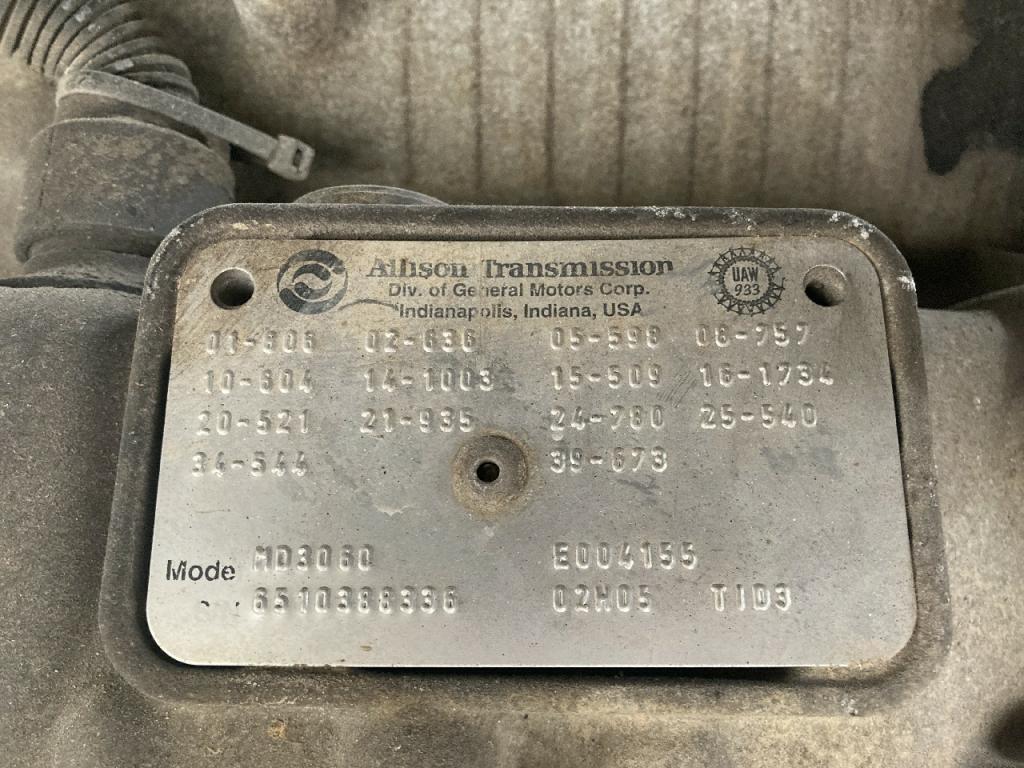 Allison Transmission
Div. of General Motors Corp.
Indianapolis, Indiana, USA
UAW
933
01-606 02-636 05-598 06-757
10-604 14-1003 15-509 16-1734
20-521 21-935 24-780 25-540
34-544 39-673
Mode MD3060 E004155
6510388336 02H05 TID3